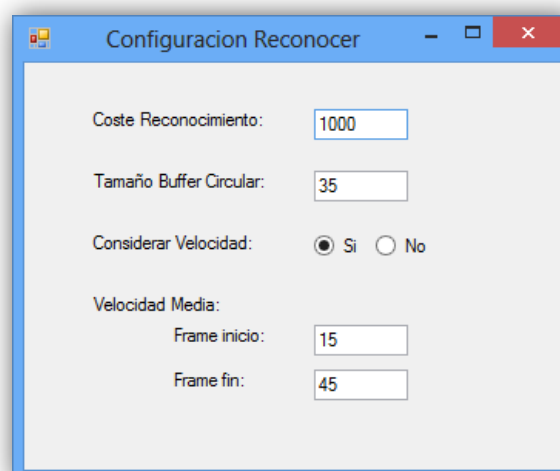 Configuracion Reconocer
Coste Reconocimiento: 1000
Tamaño Buffer Circular: 35
Considerar Velocidad: Si No
Velocidad Media:
Frame inicio: 15
Frame fin: 45